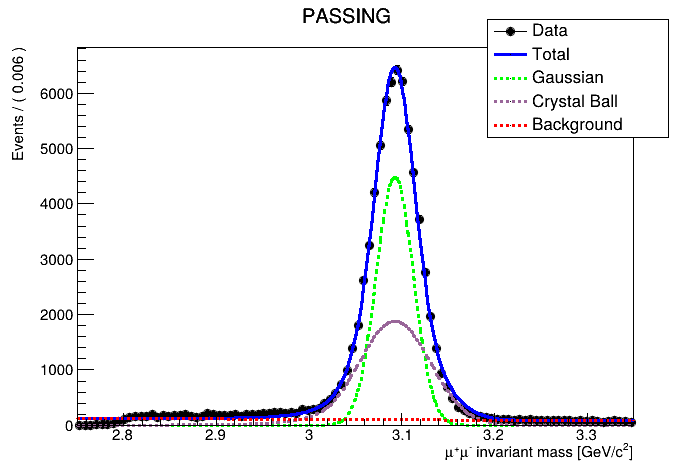 PASSING
Data
Total
Gaussian
Crystal Ball
Background
Events / ( 0.006 )
6000
5000
4000
3000
2000
1000
0
2.8 2.9 3 3.1 3.2 3.3
μ⁺μ⁻ invariant mass [GeV/c²]